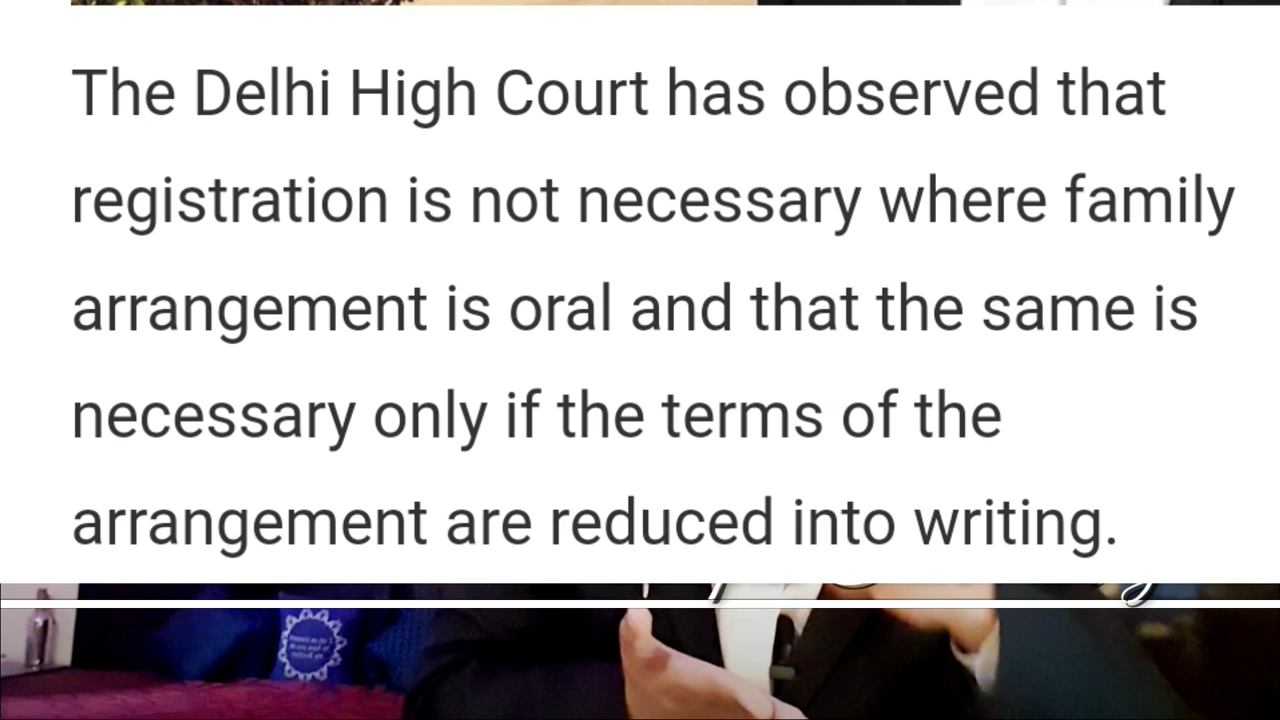 The Delhi High Court has observed that
registration is not necessary where family
arrangement is oral and that the same is
necessary only if the terms of the
arrangement are reduced into writing.